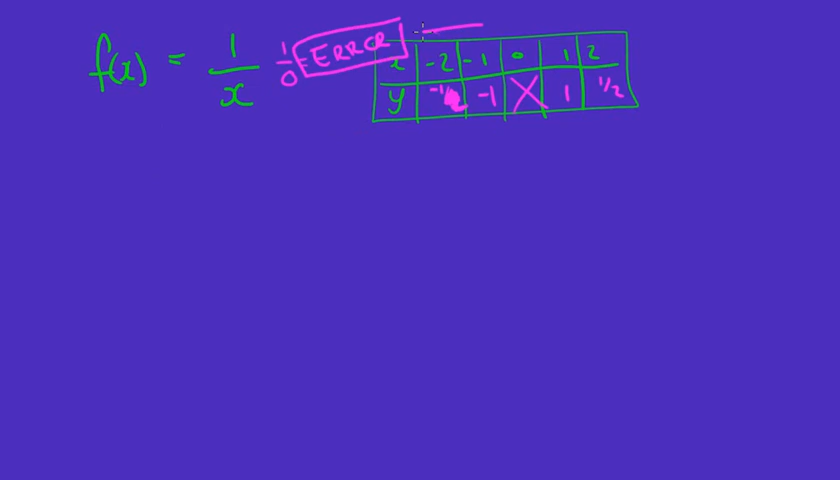 f(x) = 1/x 1/0 = ERROR
x -2 -1 0 1 2
y -1/2 -1 X 1 1/2